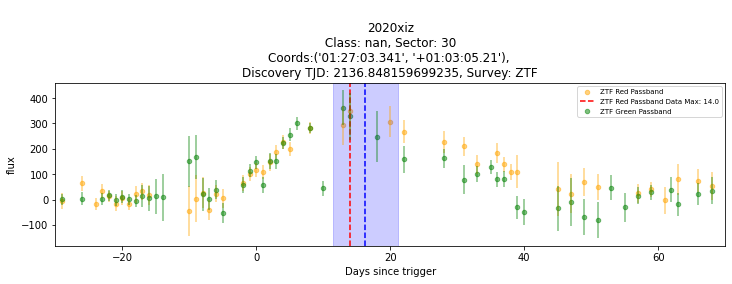 2020xiz
Class: nan, Sector: 30
Coords:('01:27:03.341', '+01:03:05.21'),
Discovery TJD: 2136.848159699235, Survey: ZTF
ZTF Red Passband
ZTF Red Passband Data Max: 14.0
ZTF Green Passband
flux
400
300
200
100
0
−100
−20
0
20
40
60
Days since trigger